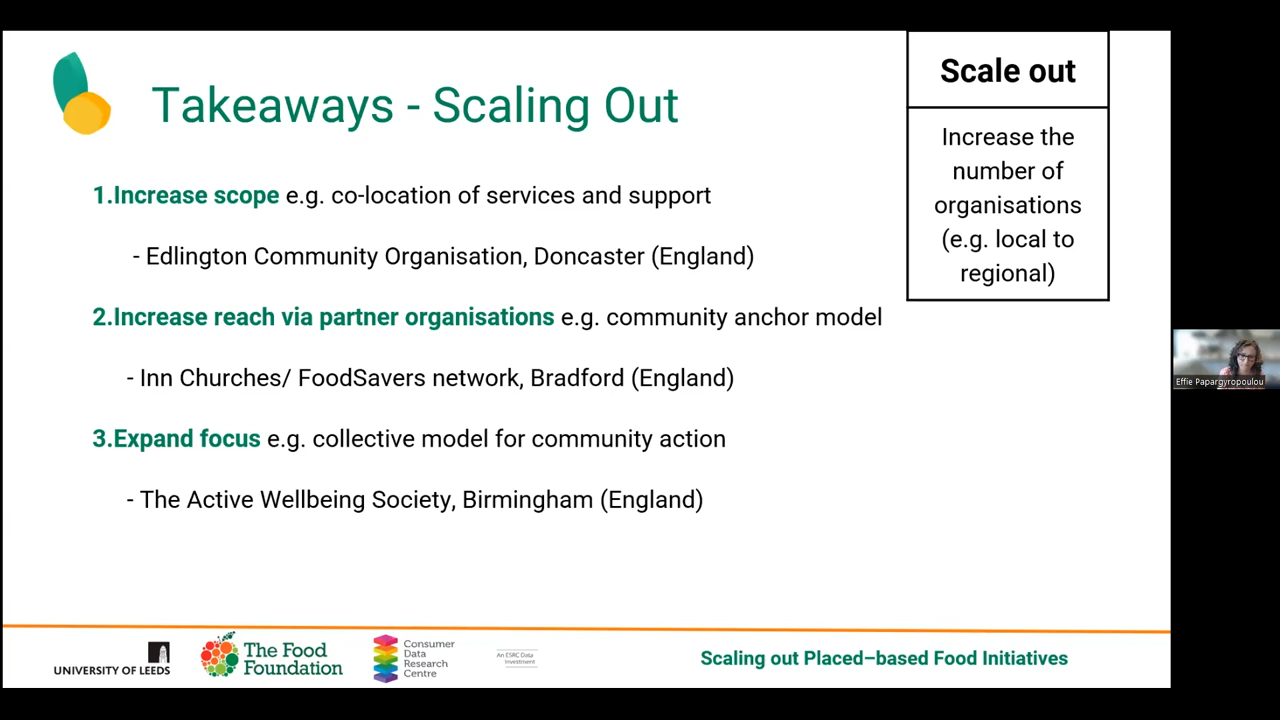 Takeaways - Scaling Out
Scale out
Increase the
number of
organisations
(e.g. local to
regional)
1.Increase scope e.g. co-location of services and support
- Edlington Community Organisation, Doncaster (England)
2.Increase reach via partner organisations e.g. community anchor model
- Inn Churches/ FoodSavers network, Bradford (England)
3.Expand focus e.g. collective model for community action
- The Active Wellbeing Society, Birmingham (England)
Effie Papargyropoulou
UNIVERSITY OF LEEDS
The Food
Foundation
Consumer
Data
Research
Centre
An ESRC Data
Investment
Scaling out Placed–based Food Initiatives